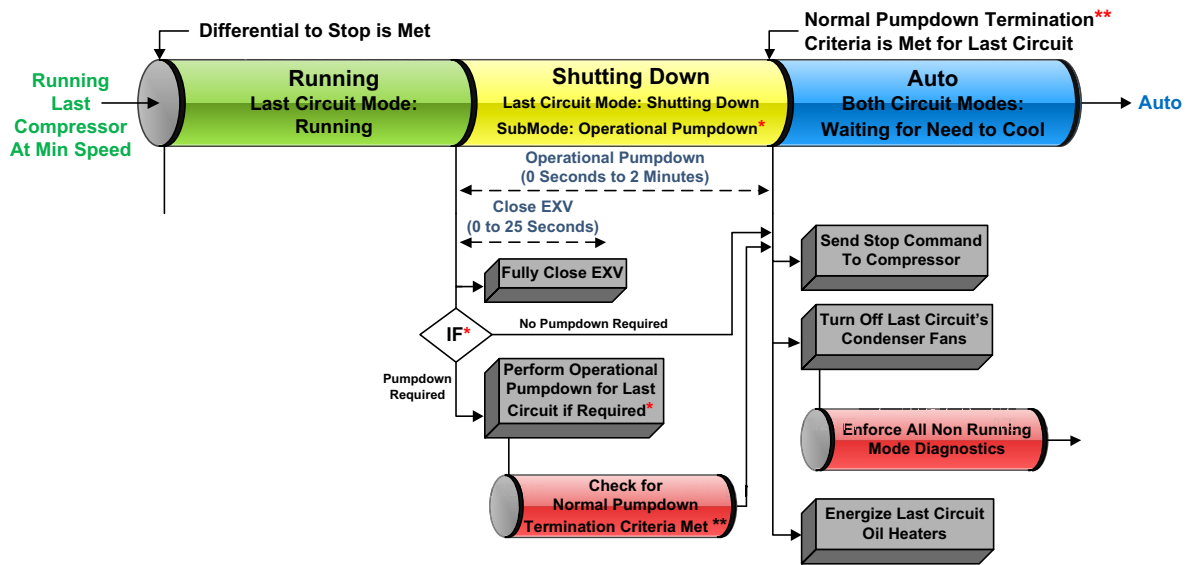 Differential to Stop is Met
Normal Pumpdown Termination**
Criteria is Met for Last Circuit
Running
Last
Compressor
At Min Speed
Running
Last Circuit Mode:
Running
Shutting Down
Last Circuit Mode: Shutting Down
SubMode: Operational Pumpdown*
Auto
Both Circuit Modes:
Waiting for Need to Cool
Auto
Operational Pumpdown
(0 Seconds to 2 Minutes)
Close EXV
(0 to 25 Seconds)
Fully Close EXV
IF*
No Pumpdown Required
Pumpdown
Required
Perform Operational
Pumpdown for Last
Circuit if Required*
Check for
Normal Pumpdown
Termination Criteria Met **
Send Stop Command
To Compressor
Turn Off Last Circuit's
Condenser Fans
Enforce All Non Running
Mode Diagnostics
Energize Last Circuit
Oil Heaters